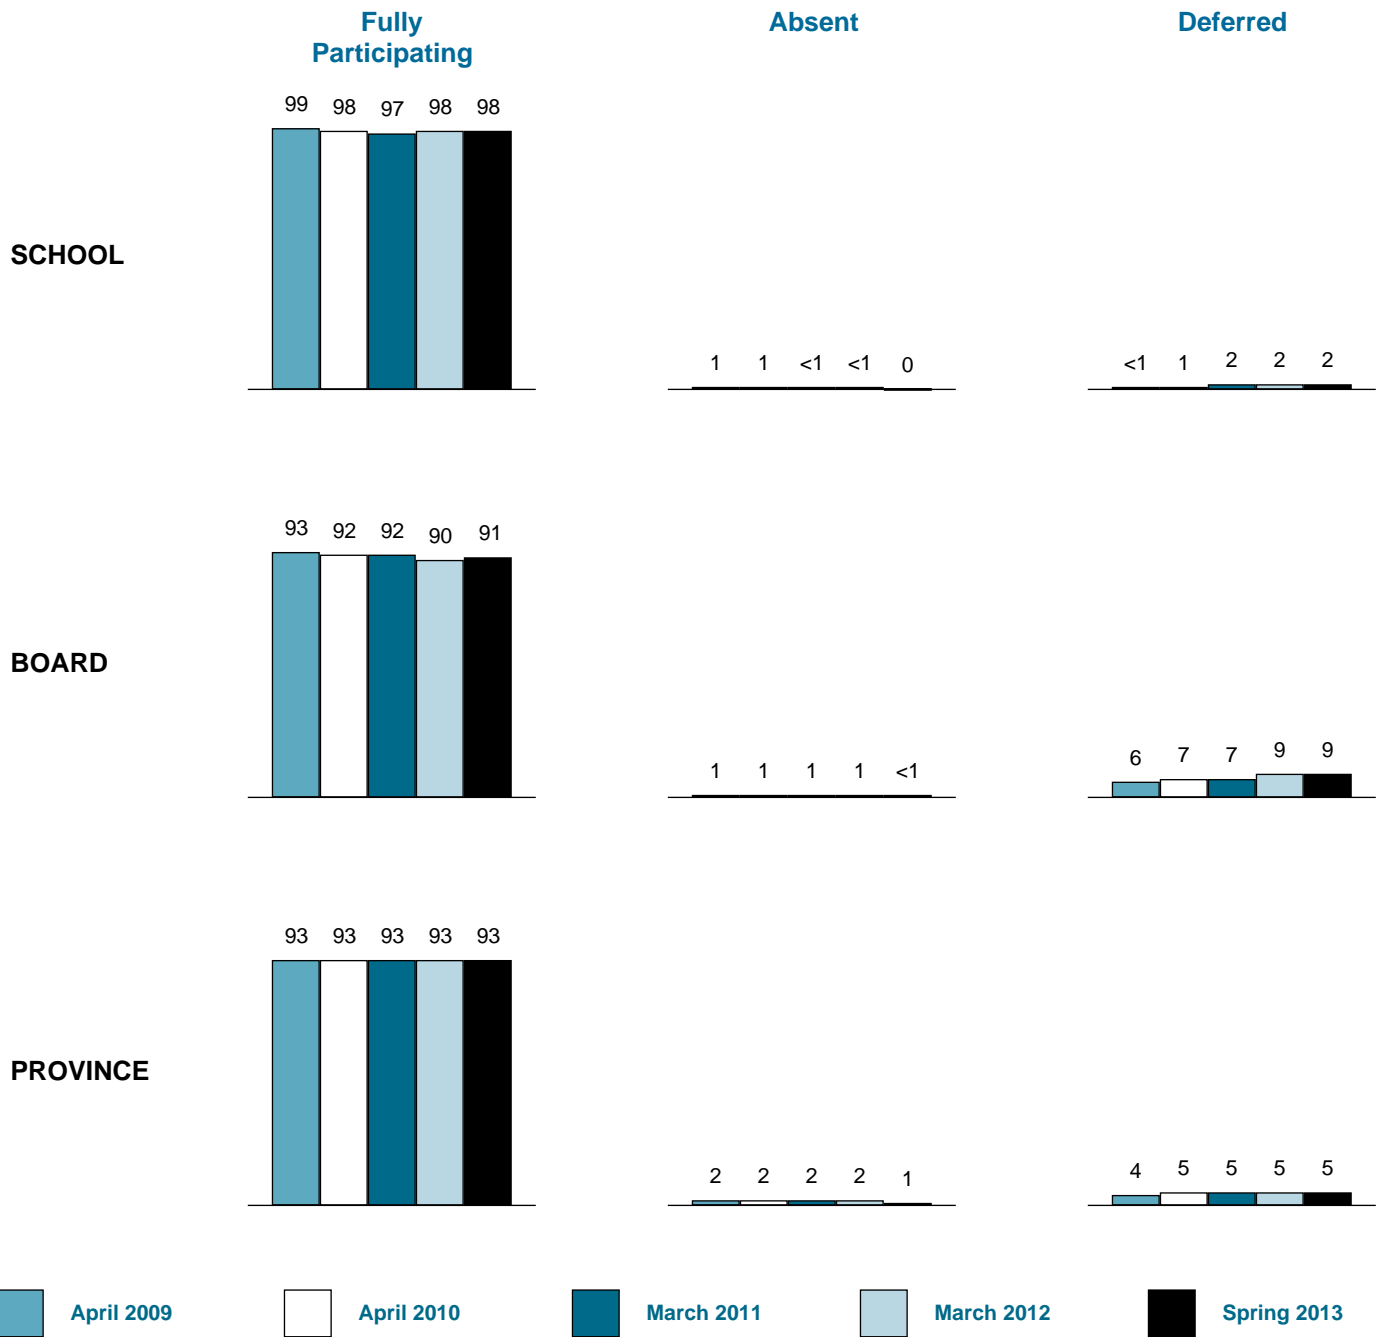 Fully
Participating
Absent
Deferred
99 98 97 98 98
SCHOOL
1 1 <1 <1 0
<1 1 2 2 2
93 92 92 90 91
BOARD
1 1 1 1 <1
6 7 7 9 9
93 93 93 93 93
PROVINCE
2 2 2 2 1
4 5 5 5 5
April 2009
April 2010
March 2011
March 2012
Spring 2013